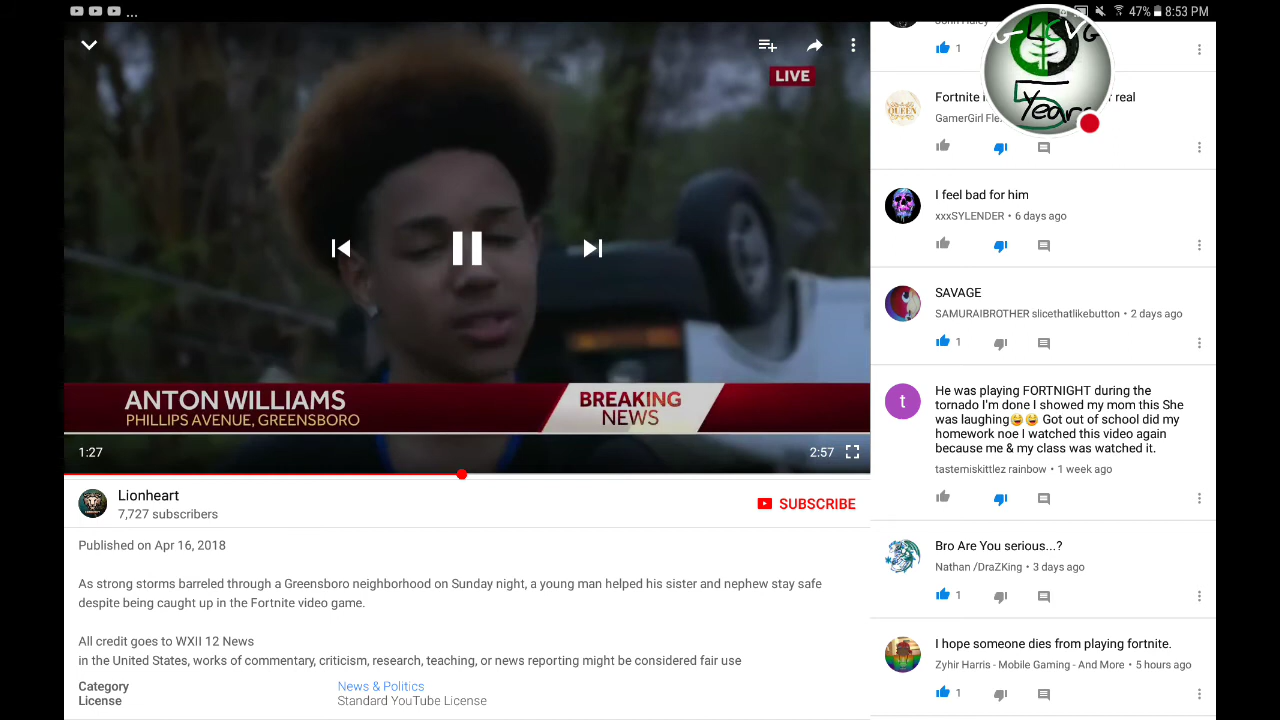 47% 8:53 PM
LIVE
ANTON WILLIAMS
PHILLIPS AVENUE, GREENSBORO
BREAKING
NEWS
1:27
2:57
Lionheart
7,727 subscribers
SUBSCRIBE
Published on Apr 16, 2018
As strong storms barreled through a Greensboro neighborhood on Sunday night, a young man helped his sister and nephew stay safe
despite being caught up in the Fortnite video game.
All credit goes to WXII 12 News
in the United States, works of commentary, criticism, research, teaching, or news reporting might be considered fair use
Category News & Politics
License Standard YouTube License
1
Fortnite real
QUEEN
GamerGirl
5
Years
I feel bad for him
xxxSYLENDER • 6 days ago
SAVAGE
SAMURAIBROTHER slicethatlikebutton • 2 days ago
1
t
He was playing FORTNIGHT during the
tornado I'm done I showed my mom this She
was laughing😂😂 Got out of school did my
homework noe I watched this video again
because me & my class was watched it.
tastemiskittlez rainbow • 1 week ago
Bro Are You serious...?
Nathan /DraZKing • 3 days ago
1
I hope someone dies from playing fortnite.
Zyhir Harris - Mobile Gaming - And More • 5 hours ago
1